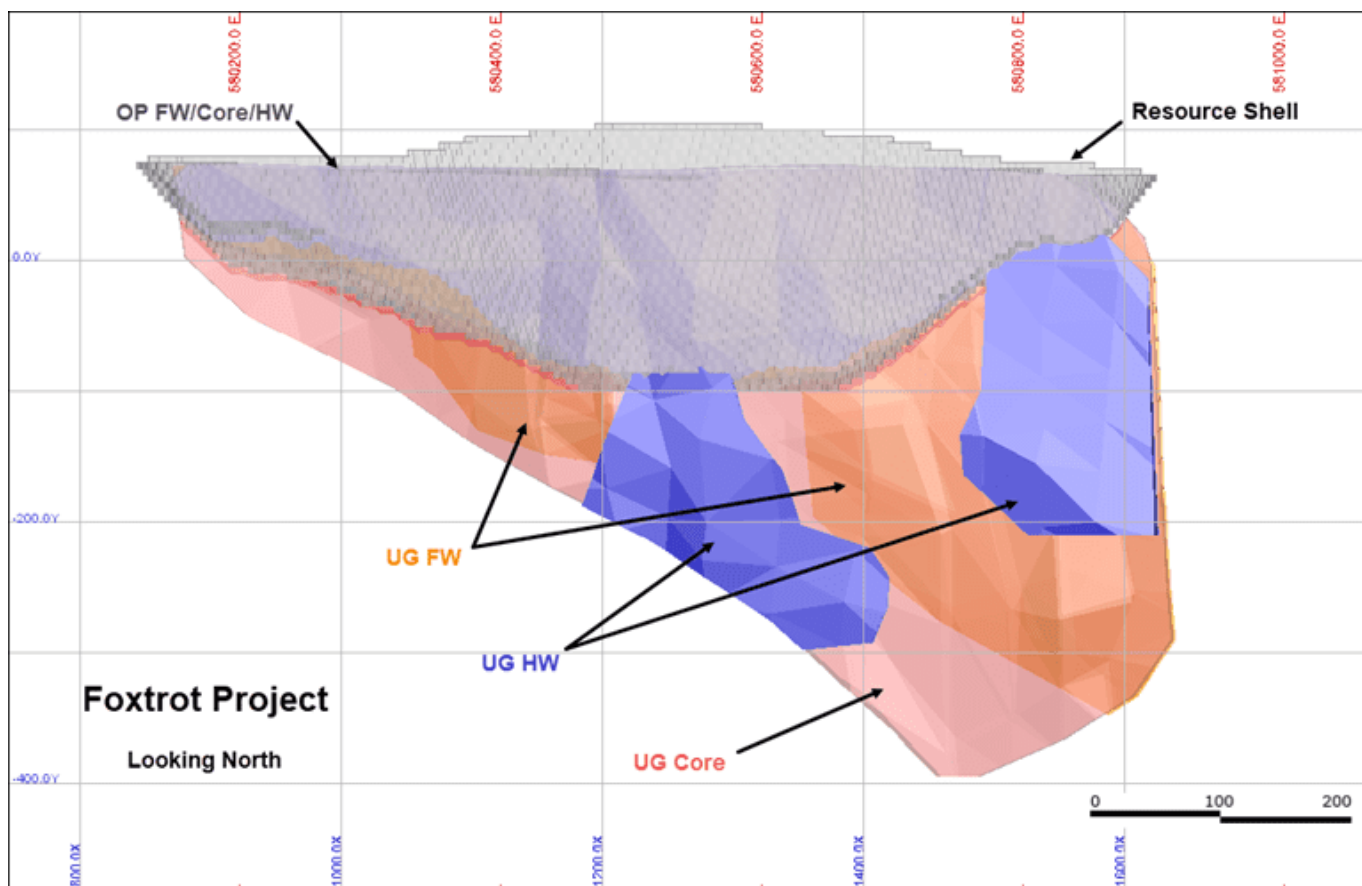 580200.0 E
580400.0 E
580600.0 E
580800.0 E
581000.0 E
OP FW/Core/HW
Resource Shell
0.0Y
-200.0Y
UG FW
UG HW
Foxtrot Project
Looking North
UG Core
-400.0Y
0 100 200
800.0X
1000.0X
1200.0X
1400.0X
1600.0X